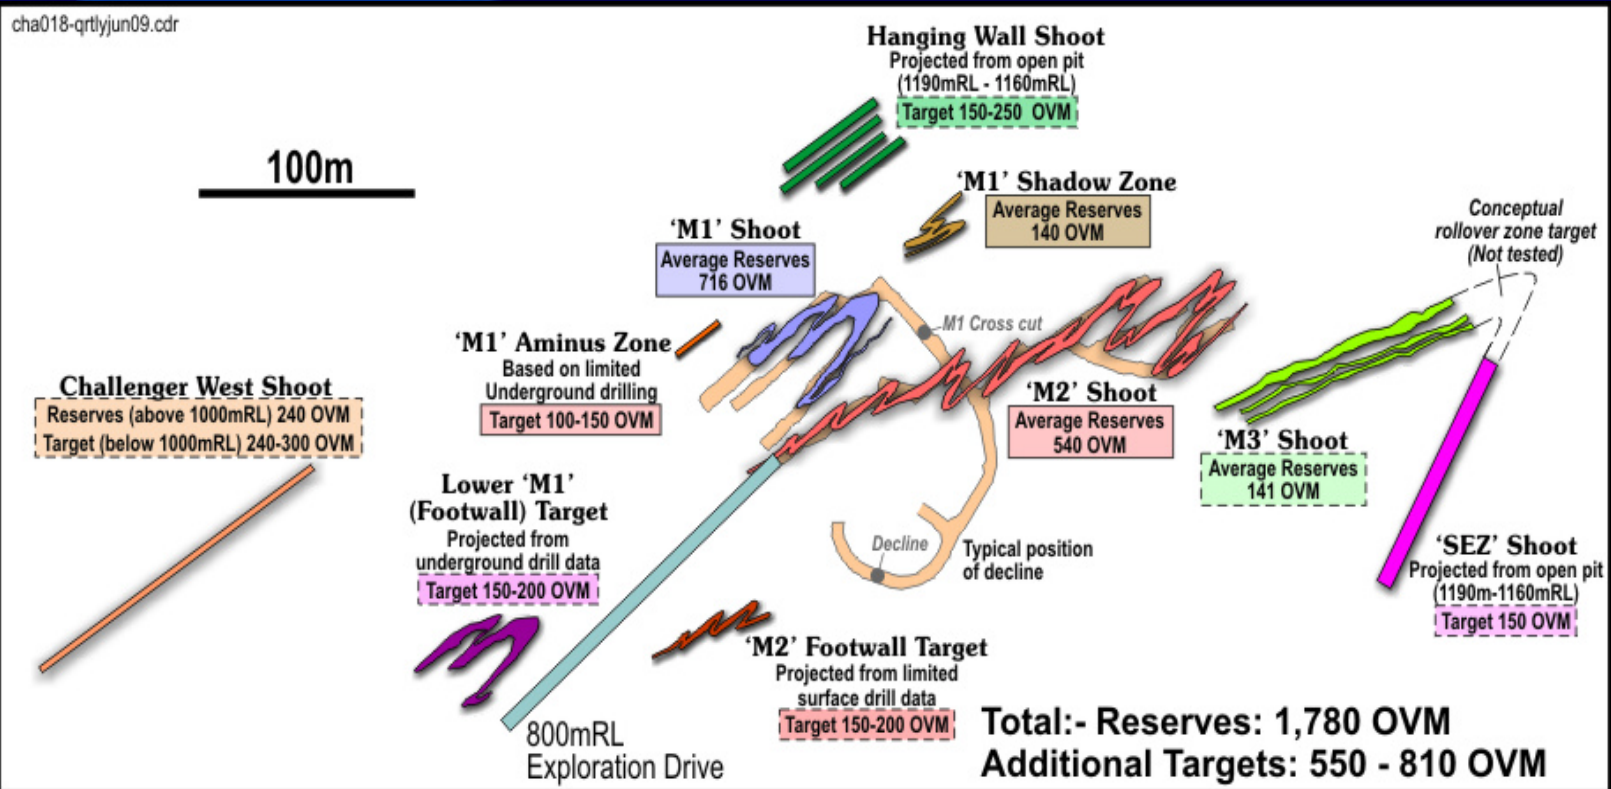 cha018-qrtlyjun09.cdr
Hanging Wall Shoot
Projected from open pit
(1190mRL - 1160mRL)
Target 150-250 OVM
100m
'M1' Shadow Zone
Average Reserves
140 OVM
'M1' Shoot
Average Reserves
716 OVM
Conceptual
rollover zone target
(Not tested)
M1 Cross cut
'M1' Aminus Zone
Based on limited
Underground drilling
Target 100-150 OVM
Challenger West Shoot
Reserves (above 1000mRL) 240 OVM
Target (below 1000mRL) 240-300 OVM
'M2' Shoot
Average Reserves
540 OVM
'M3' Shoot
Average Reserves
141 OVM
Lower 'M1'
(Footwall) Target
Projected from
underground drill data
Target 150-200 OVM
Decline
Typical position
of decline
'SEZ' Shoot
Projected from open pit
(1190m-1160mRL)
Target 150 OVM
'M2' Footwall Target
Projected from limited
surface drill data
Target 150-200 OVM
800mRL
Exploration Drive
Total:- Reserves: 1,780 OVM
Additional Targets: 550 - 810 OVM